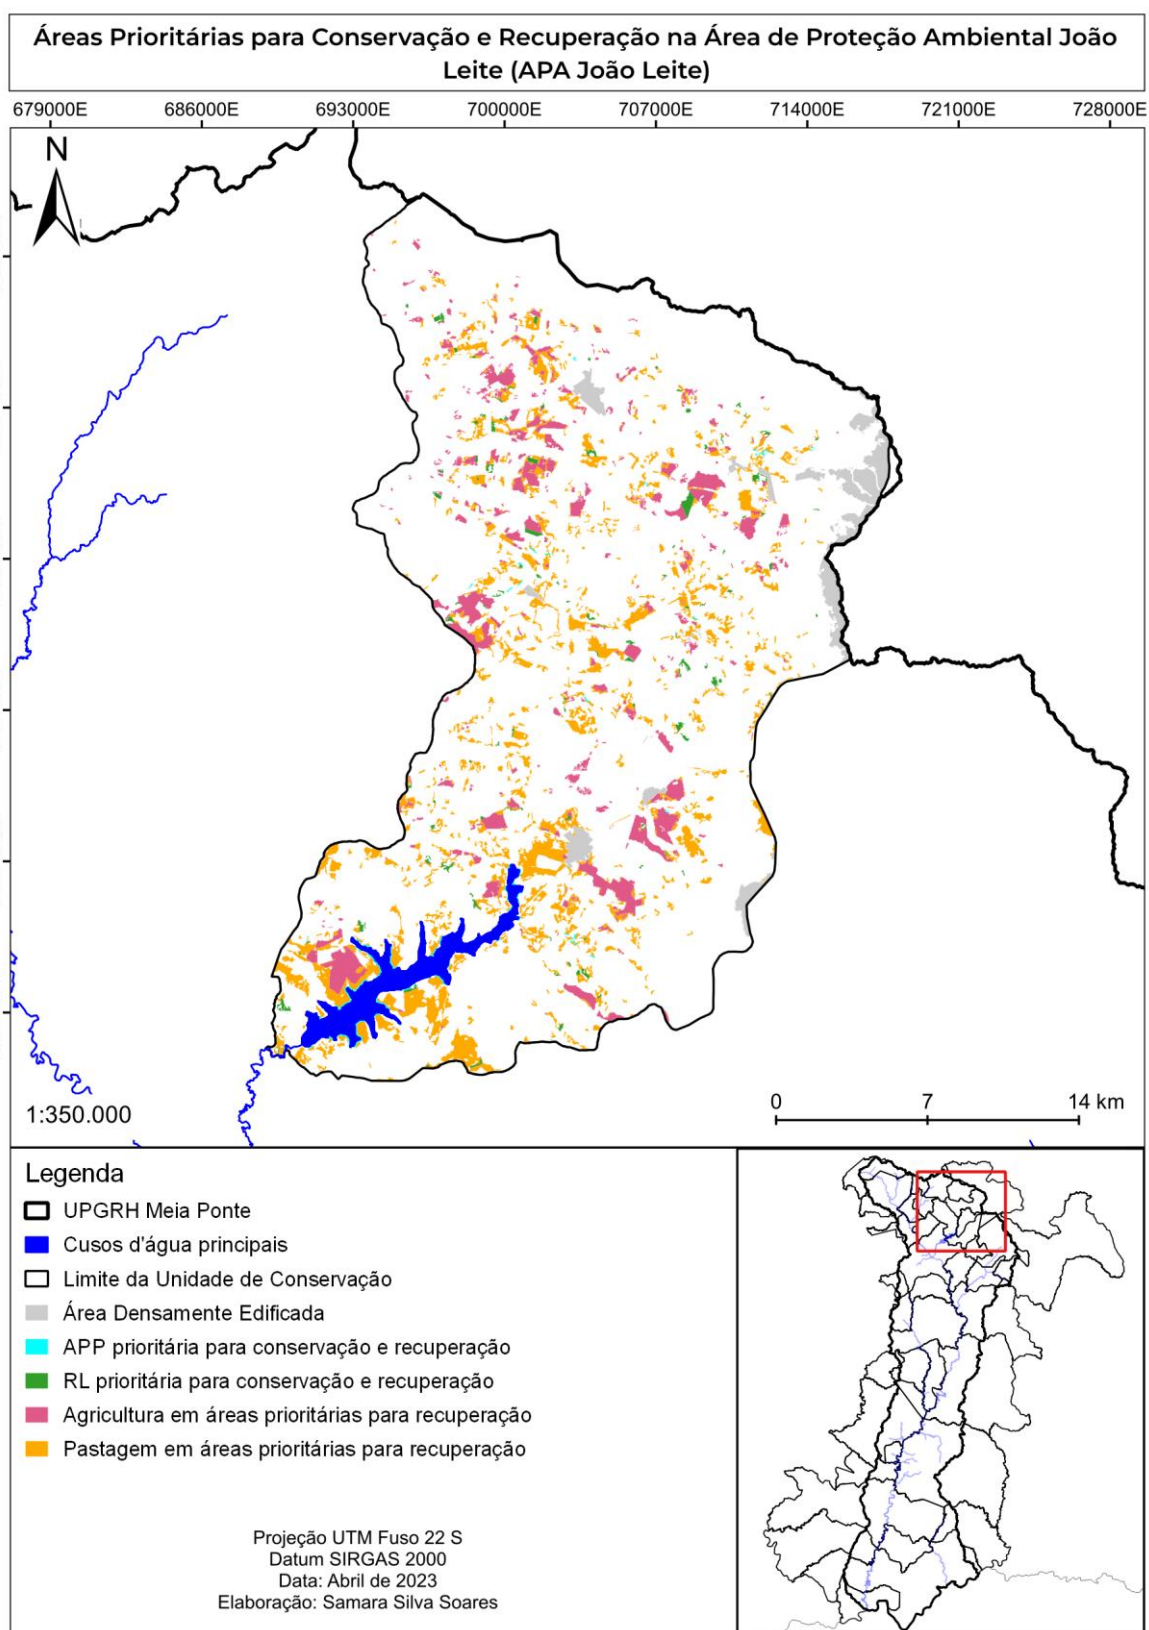 Áreas Prioritárias para Conservação e Recuperação na Área de Proteção Ambiental João
Leite (APA João Leite)
679000E 686000E 693000E 700000E 707000E 714000E 721000E 728000E
N
1:350.000
0 7 14 km
Legenda
UPGRH Meia Ponte
Cusos d'água principais
Limite da Unidade de Conservação
Área Densamente Edificada
APP prioritária para conservação e recuperação
RL prioritária para conservação e recuperação
Agricultura em áreas prioritárias para recuperação
Pastagem em áreas prioritárias para recuperação
Projeção UTM Fuso 22 S
Datum SIRGAS 2000
Data: Abril de 2023
Elaboração: Samara Silva Soares